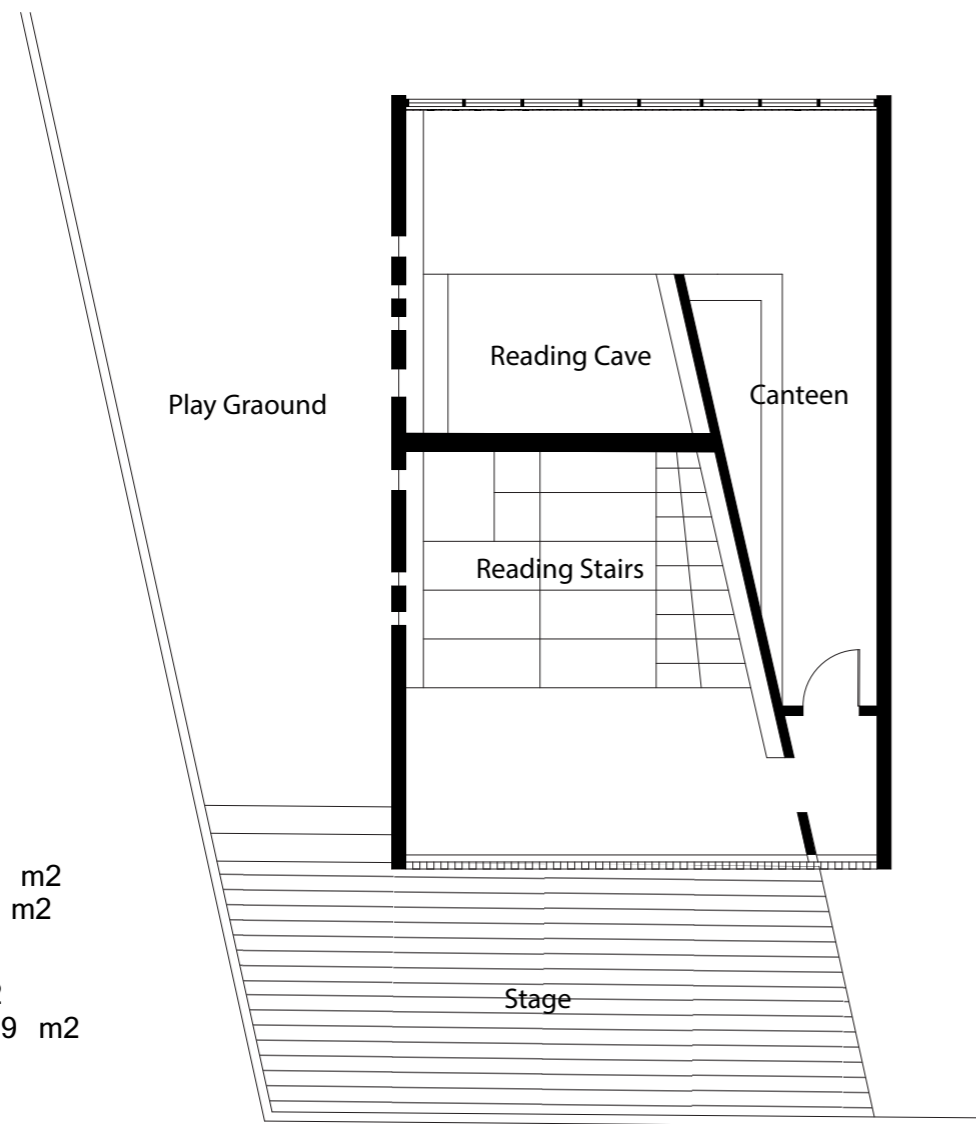 Reading Cave
Canteen
Play Graound
Reading Stairs
m2
m2
9 m2
Stage